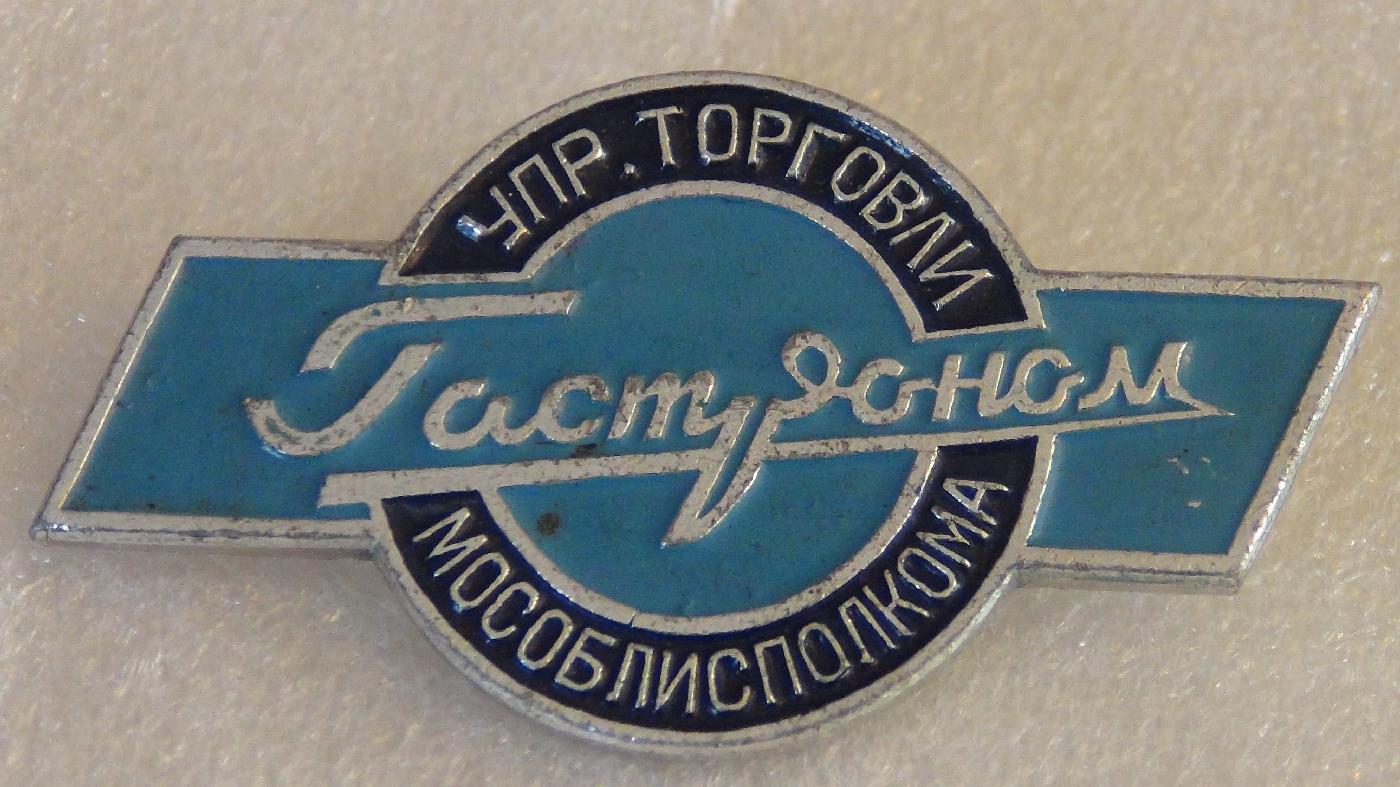 УПР. ТОРГОВЛИ
Гастроном
МОСОБЛИСПОЛКОМА